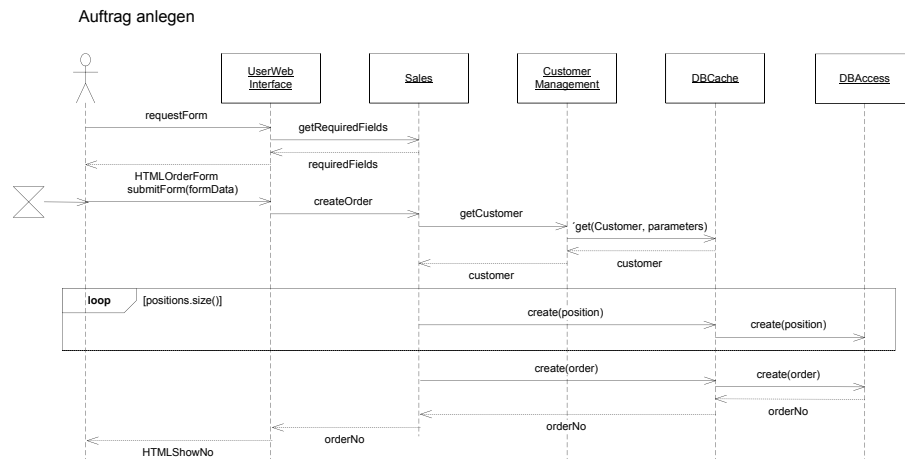 Auftrag anlegen
UserWeb
Interface
Sales
Customer
Management
DBCache
DBAccess
requestForm
getRequiredFields
requiredFields
HTMLOrderForm
submitForm(formData)
createOrder
getCustomer
´get(Customer, parameters)
customer
customer
loop
[positions.size()]
create(position)
create(position)
create(order)
create(order)
orderNo
orderNo
orderNo
HTMLShowNo